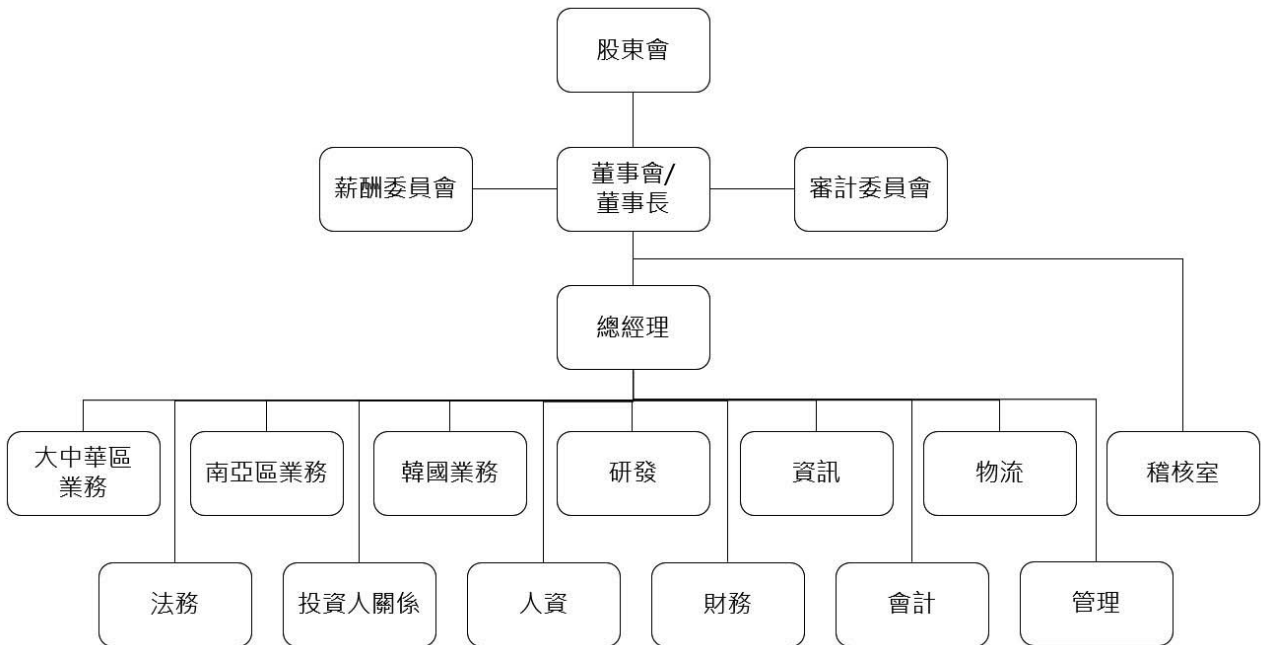 股東會
薪酬委員會
董事會/
董事長
審計委員會
總經理
大中華區
業務
南亞區業務
韓國業務
研發
資訊
物流
稽核室
法務
投資人關係
人資
財務
會計
管理